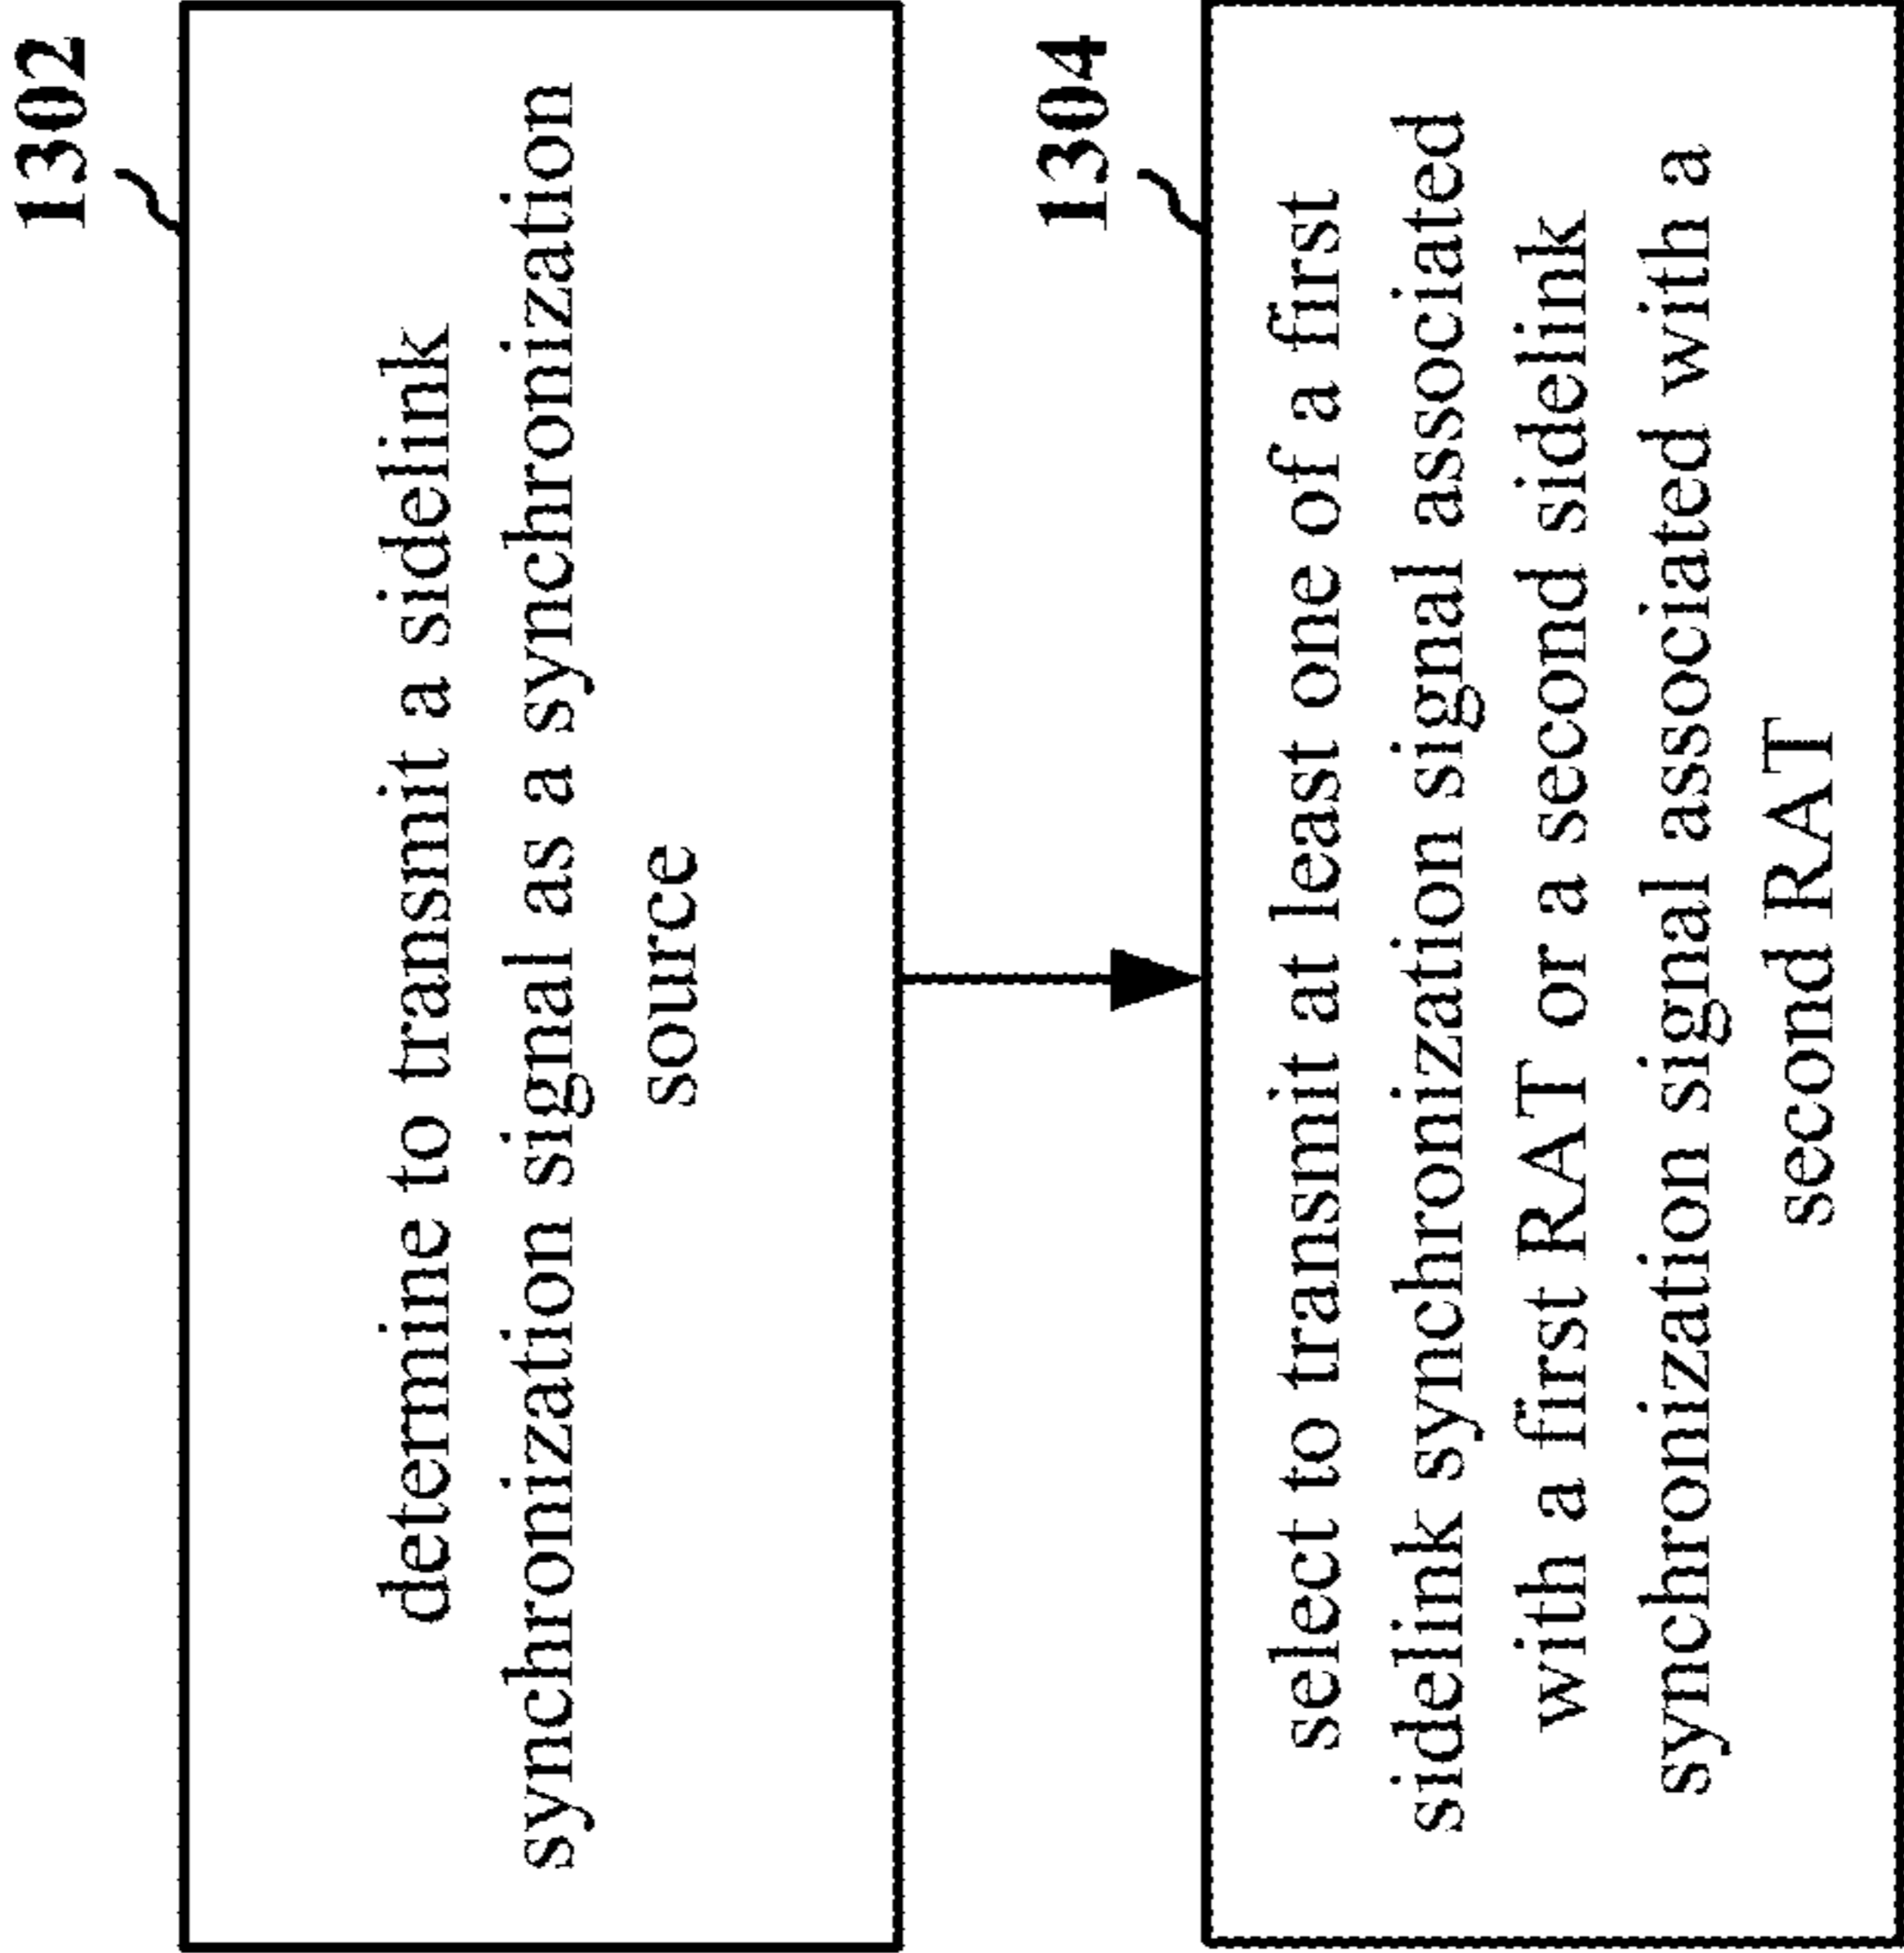 1302
determine to transmit a sidelink
synchronization signal as a synchronization
source
1304
select to transmit at least one of a first
sidelink synchronization signal associated
with a first RAT or a second sidelink
synchronization signal associated with a
second RAT